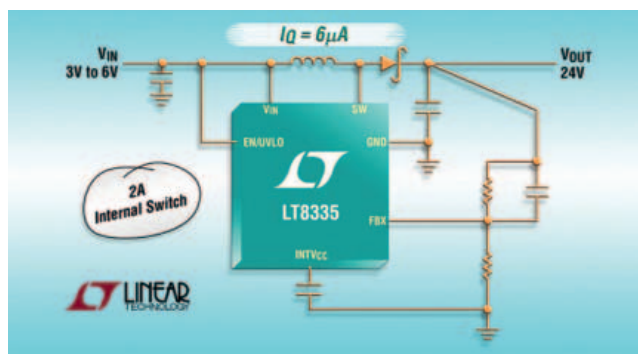 IQ = 6µA
VIN
3V to 6V
VOUT
24V
VIN
SW
EN/UVLO
GND
2A
Internal Switch
LT8335
FBX
INTVCC
LINEAR
TECHNOLOGY